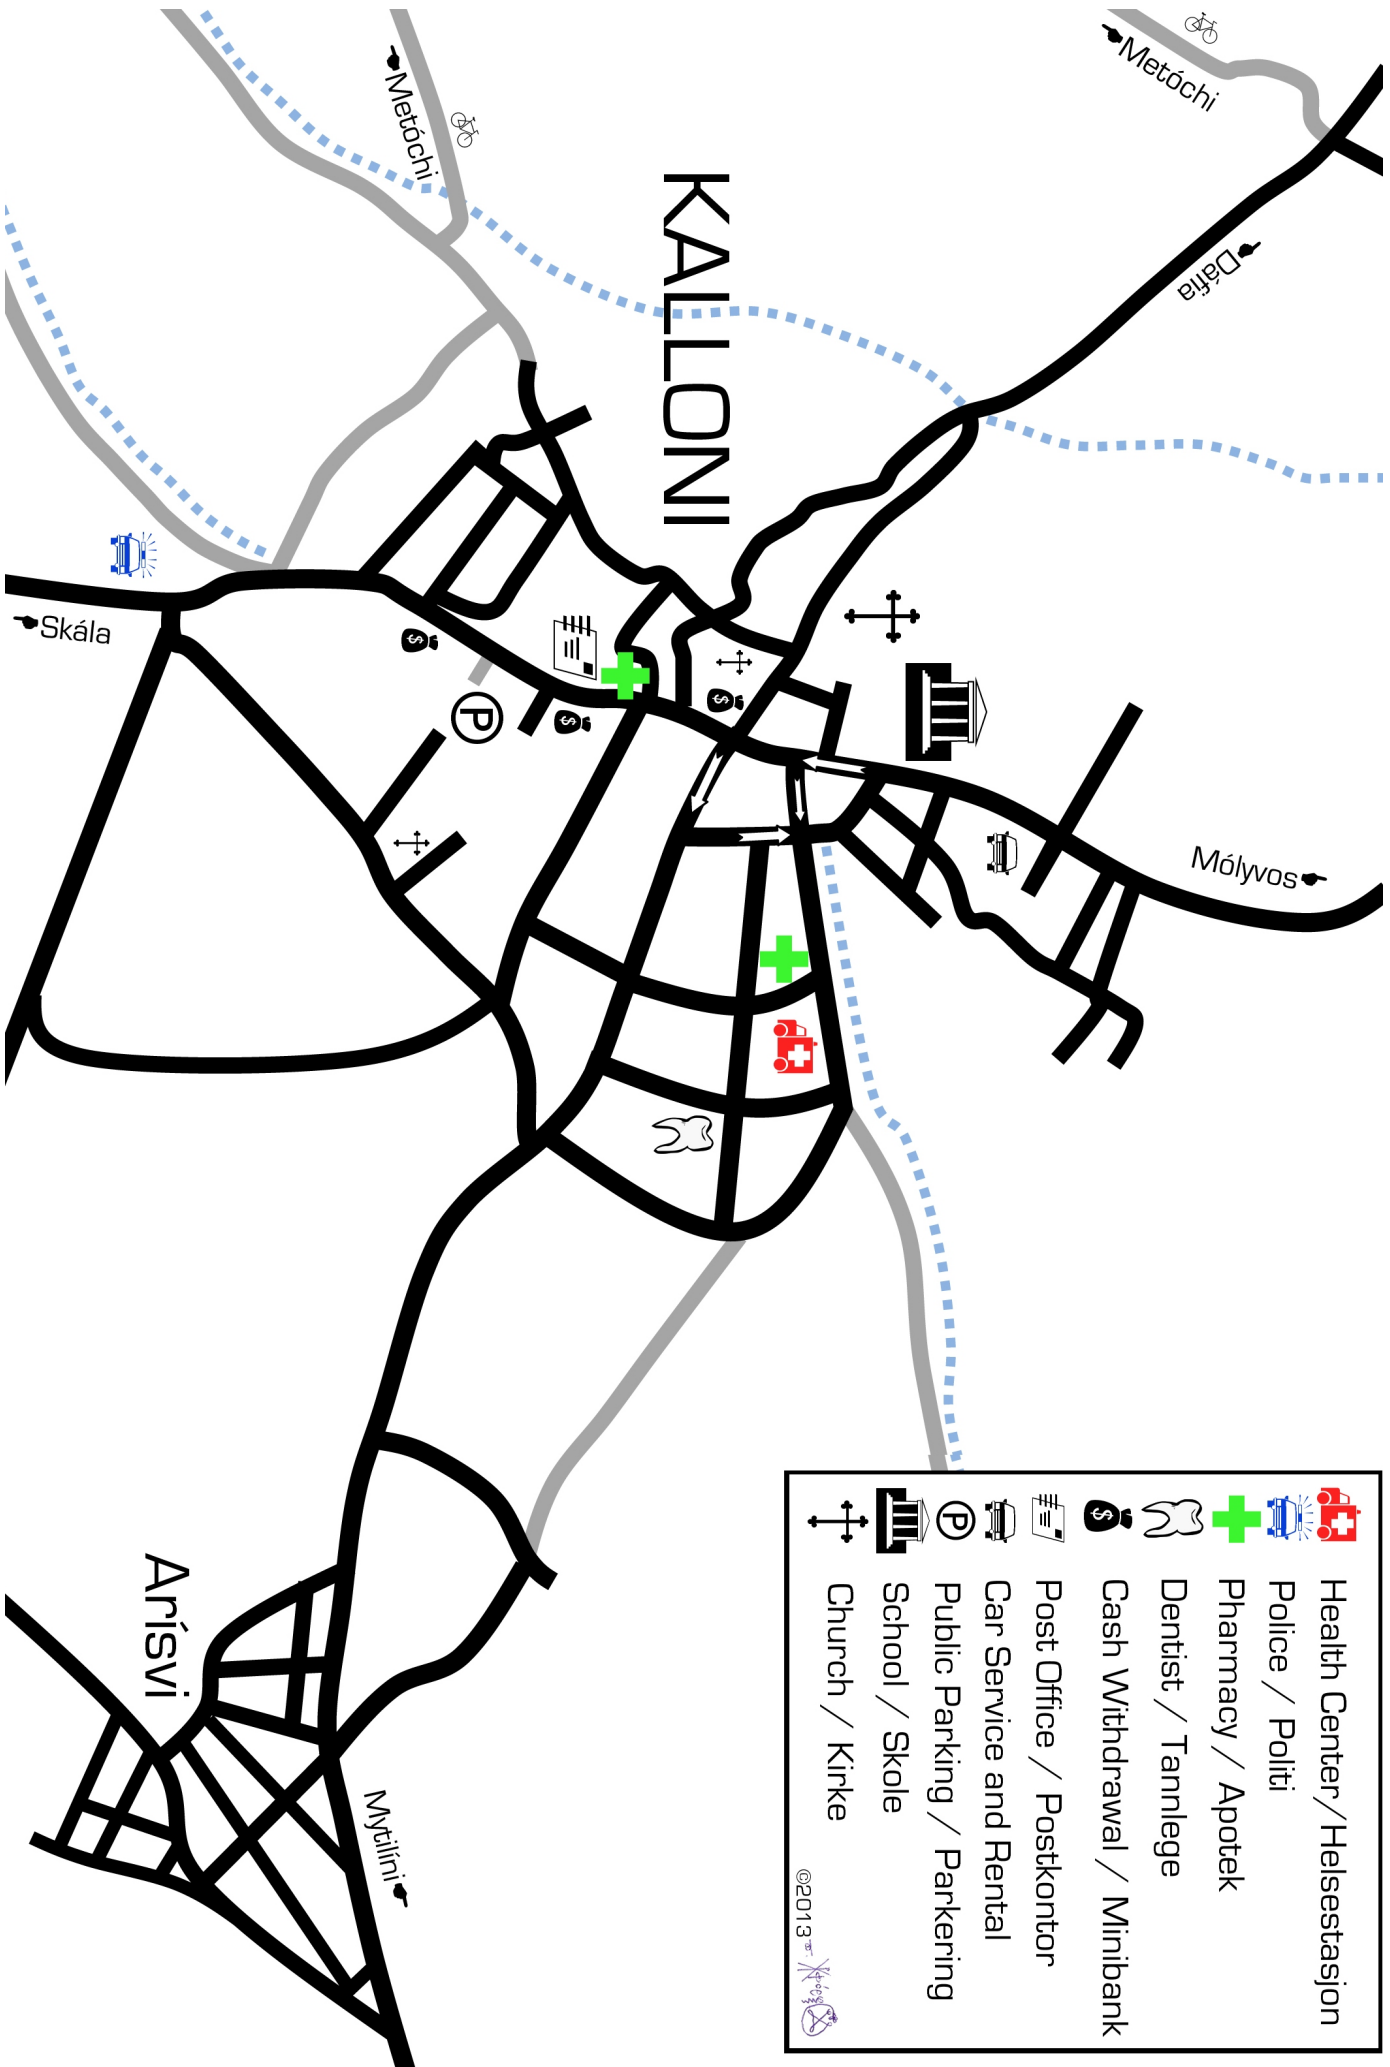 Metóchi
Dáfia
Metóchi
KALLONI
Mólyvos
P
Skála
Arísvi
Mytilíni
Health Center/Helsestasjon
Police / Politi
Pharmacy / Apotek
Dentist / Tannlege
$ Cash Withdrawal / Minibank
Post Office / Postkontor
Car Service and Rental
P Public Parking / Parkering
School / Skole
Church / Kirke
©2013